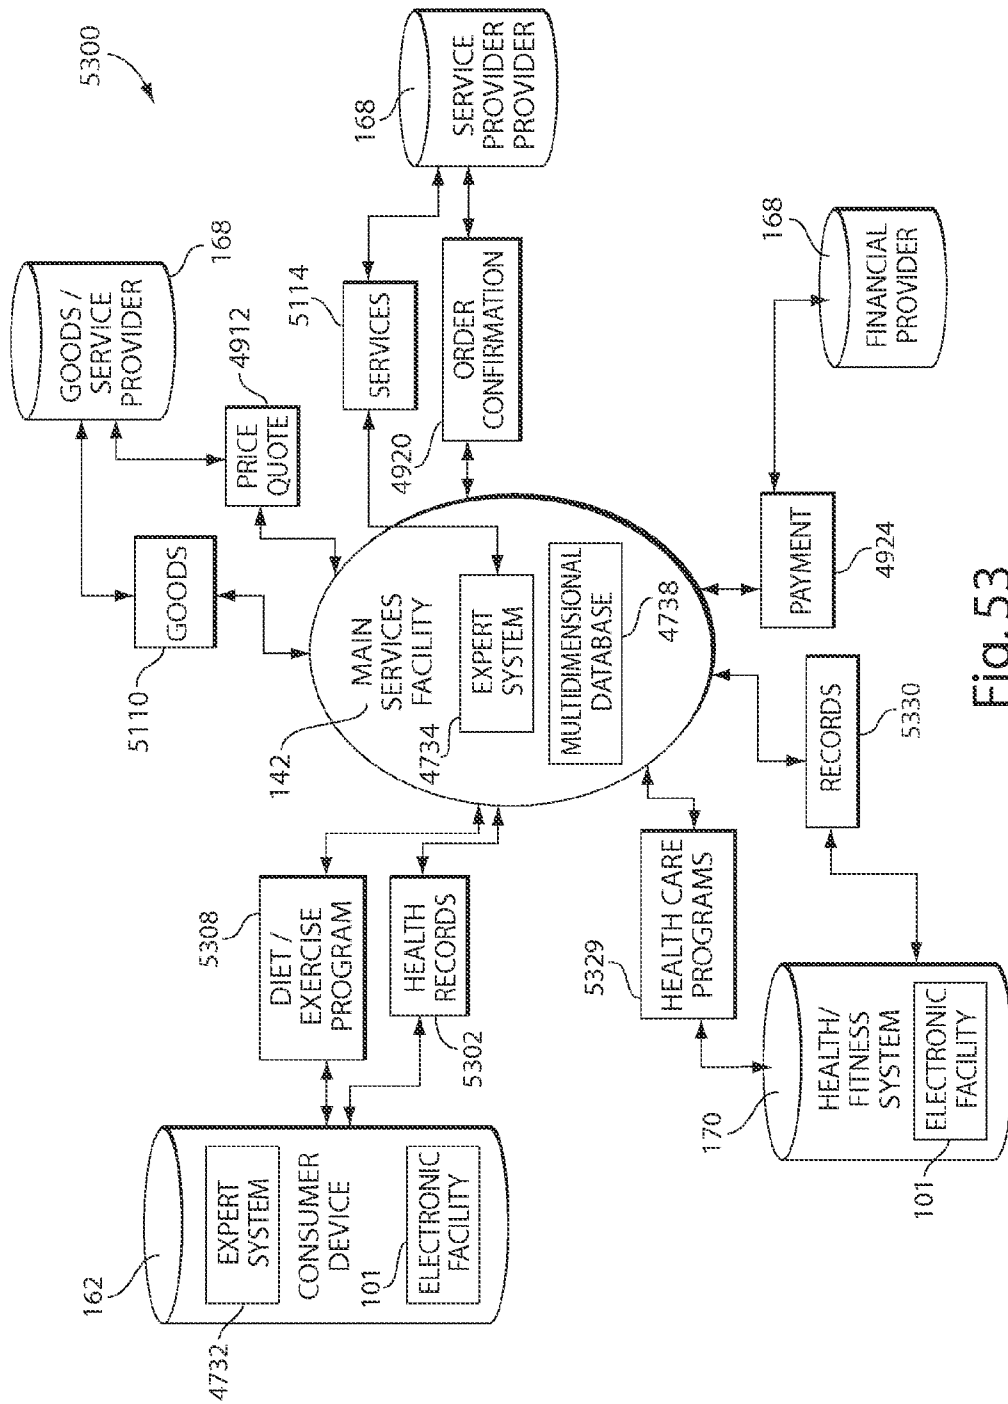 5300
162
EXPERT
SYSTEM
4732
CONSUMER
DEVICE
101
ELECTRONIC
FACILITY
5308
DIET /
EXERCISE
PROGRAM
HEALTH
RECORDS
5302
5110
GOODS
GOODS /
SERVICE
PROVIDER
168
4912
PRICE
QUOTE
142
MAIN
SERVICES
FACILITY
4734
EXPERT
SYSTEM
MULTIDIMENSIONAL
DATABASE
4738
5114
SERVICES
4920
ORDER
CONFIRMATION
168
SERVICE
PROVIDER
PROVIDER
5329
HEALTH CARE
PROGRAMS
170
HEALTH/
FITNESS
SYSTEM
ELECTRONIC
FACILITY
101
RECORDS
5330
PAYMENT
4924
168
FINANCIAL
PROVIDER
Fig. 53